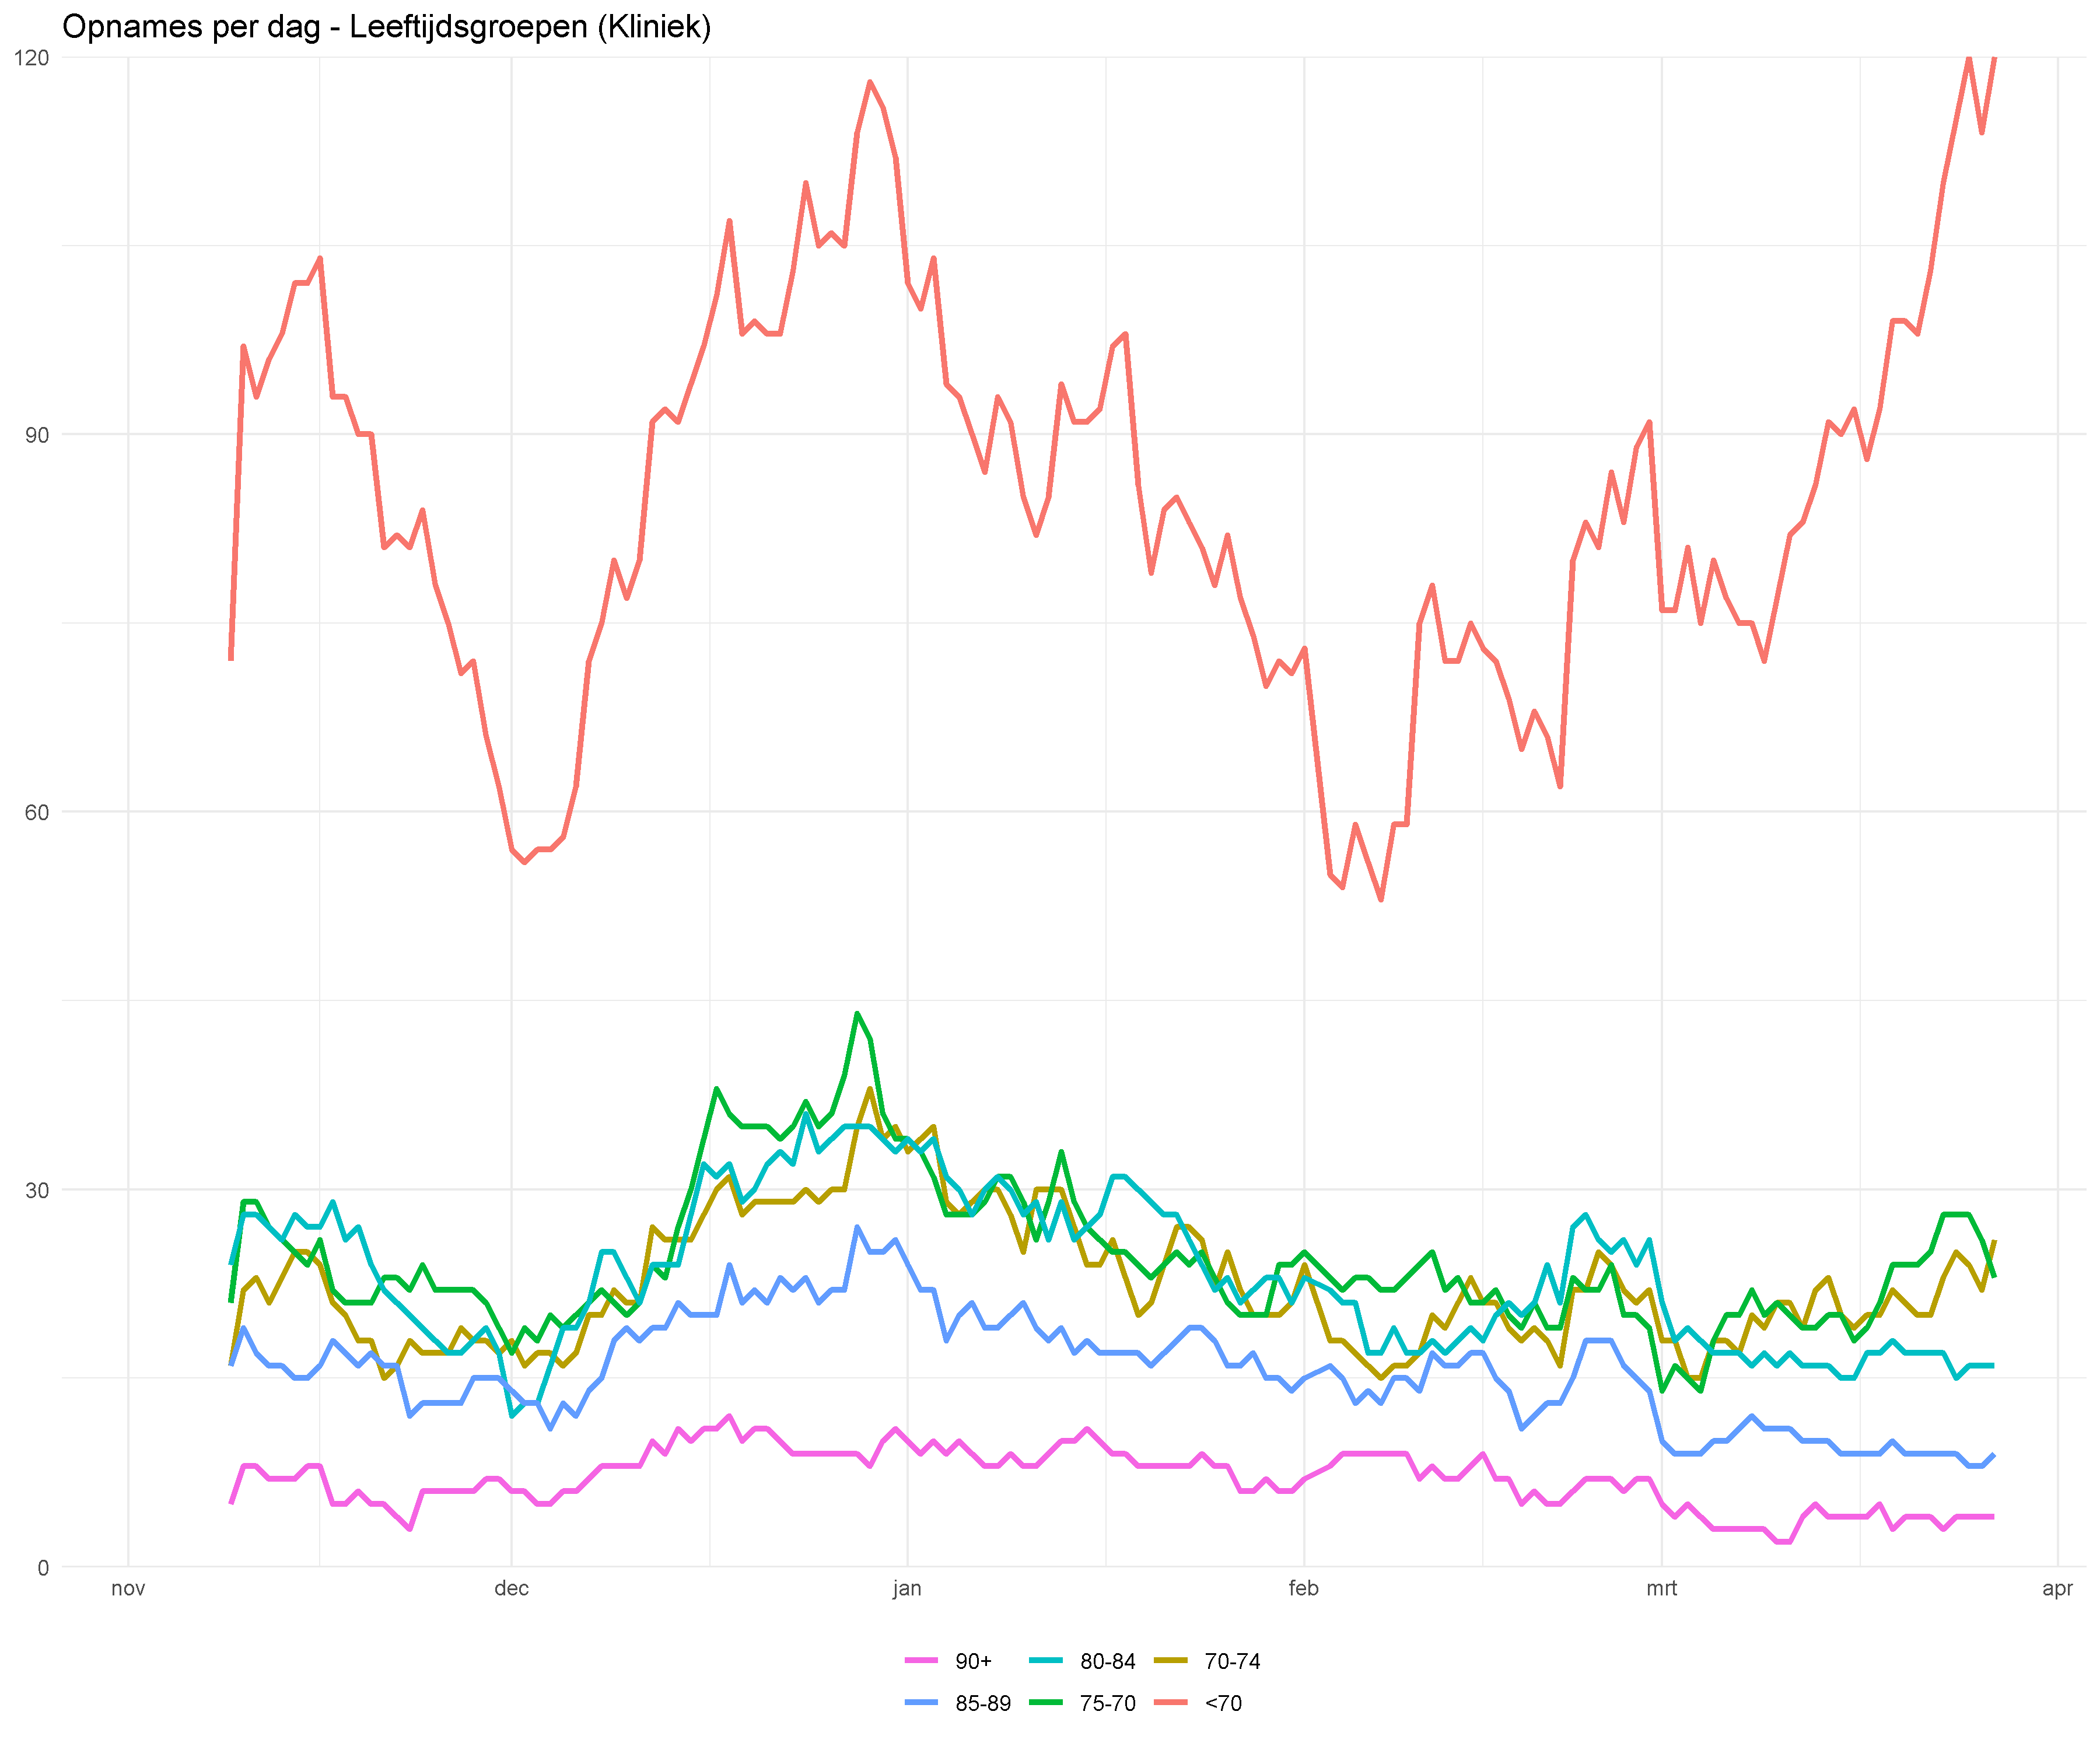 Opnames per dag - Leeftijdsgroepen (Kliniek)
120
90
60
30
0
nov dec jan feb mrt apr
90+ 80-84 70-74
85-89 75-70 <70